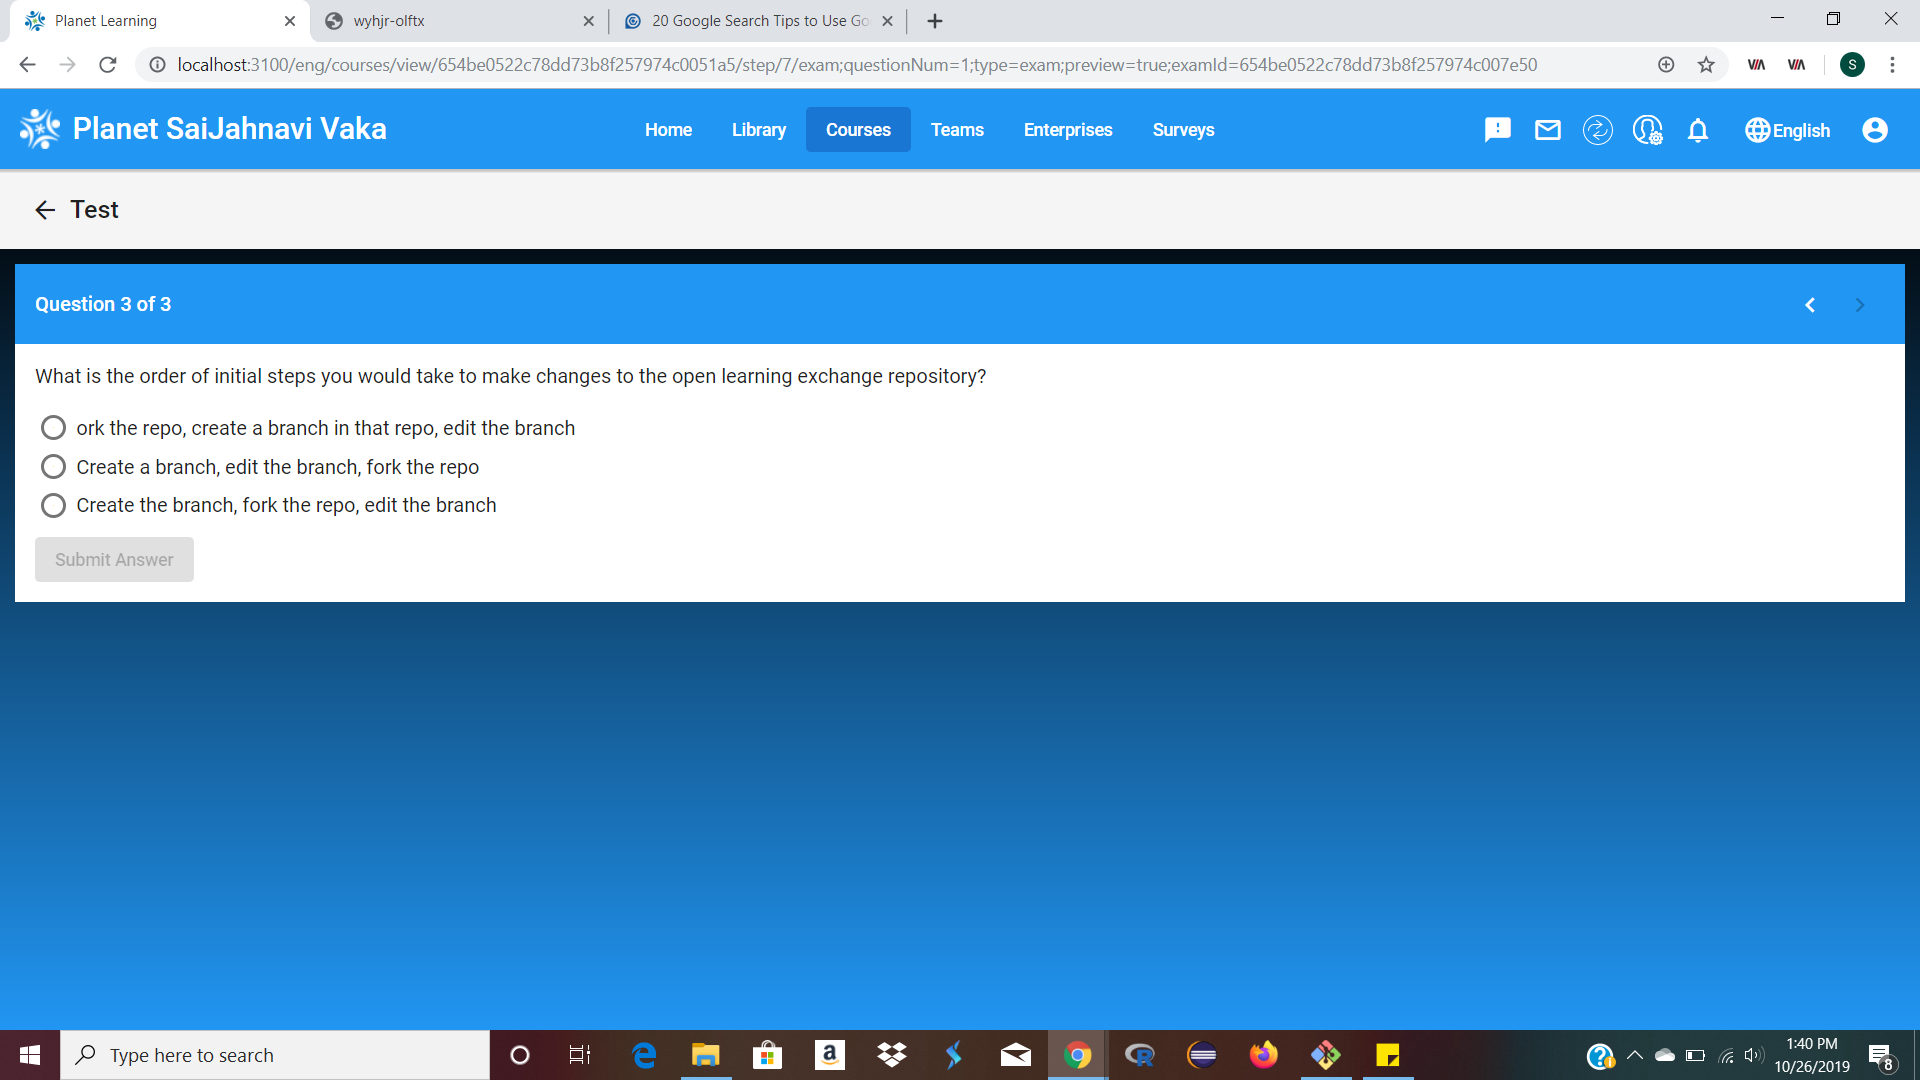 Planet Learning
wyhjr-olftx
20 Google Search Tips to Use Go
localhost:3100/eng/courses/view/654be0522c78dd73b8f257974c0051a5/step/7/exam;questionNum=1;type=exam;preview=true;examId=654be0522c78dd73b8f257974c007e50
VIA
VIA
S
Planet SaiJahnavi Vaka
Home
Library
Courses
Teams
Enterprises
Surveys
English
Test
Question 3 of 3
What is the order of initial steps you would take to make changes to the open learning exchange repository?
ork the repo, create a branch in that repo, edit the branch
Create a branch, edit the branch, fork the repo
Create the branch, fork the repo, edit the branch
Submit Answer
Type here to search
1:40 PM
10/26/2019
8